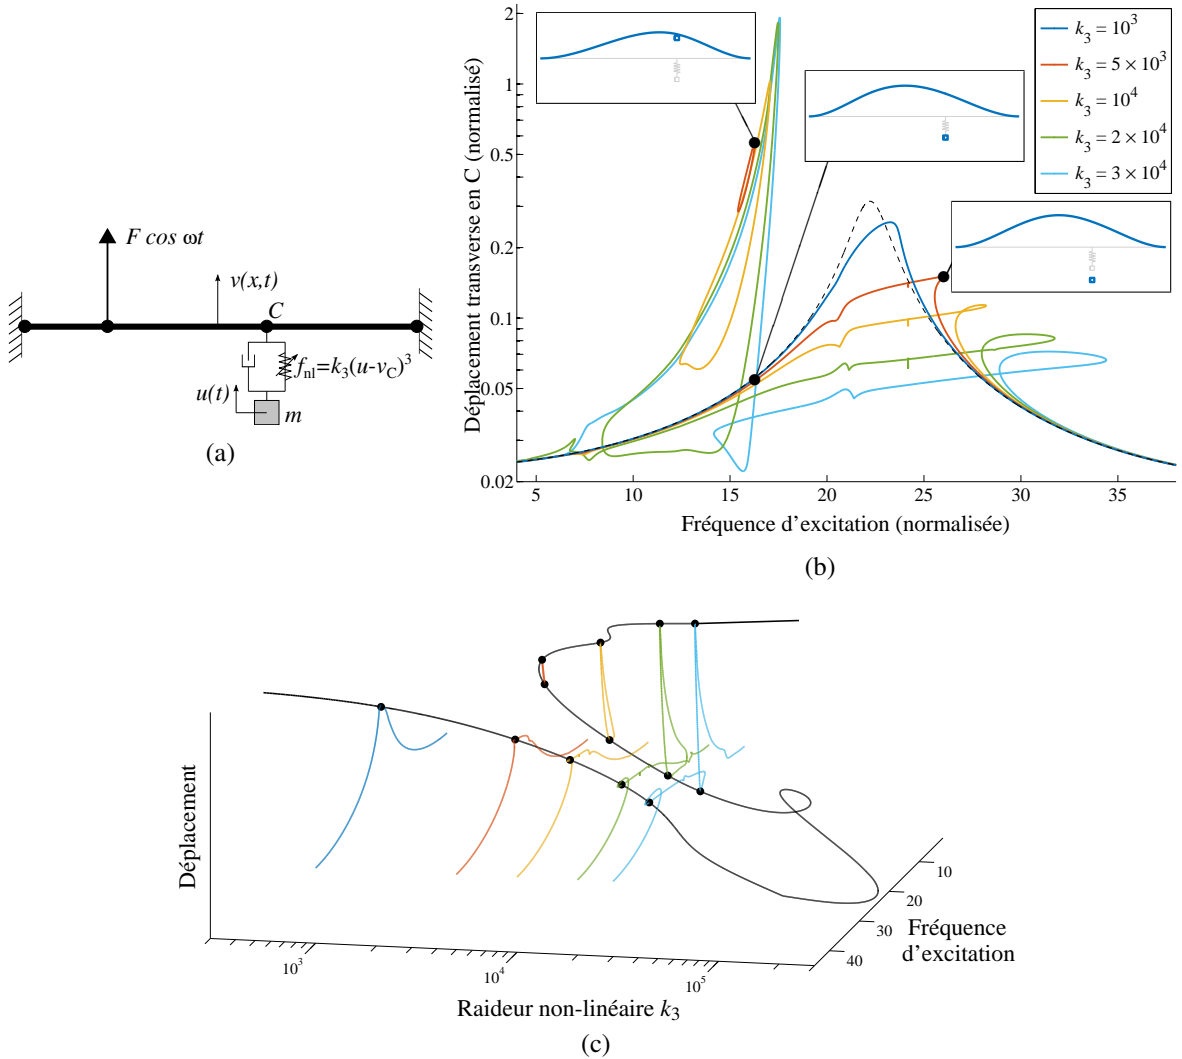 F cos ωt
v(x,t)
C
f_nl=k_3(u-v_C)^3
u(t)
m
(a)
Déplacement transverse en C (normalisé)
2
1
0.5
0.2
0.1
0.05
0.02
5 10 15 20 25 30 35
Fréquence d'excitation (normalisée)
k_3 = 10^3
k_3 = 5 × 10^3
k_3 = 10^4
k_3 = 2 × 10^4
k_3 = 3 × 10^4
(b)
Déplacement
10^3
10^4
10^5
Raideur non-linéaire k_3
10
20
30
40
Fréquence
d'excitation
(c)